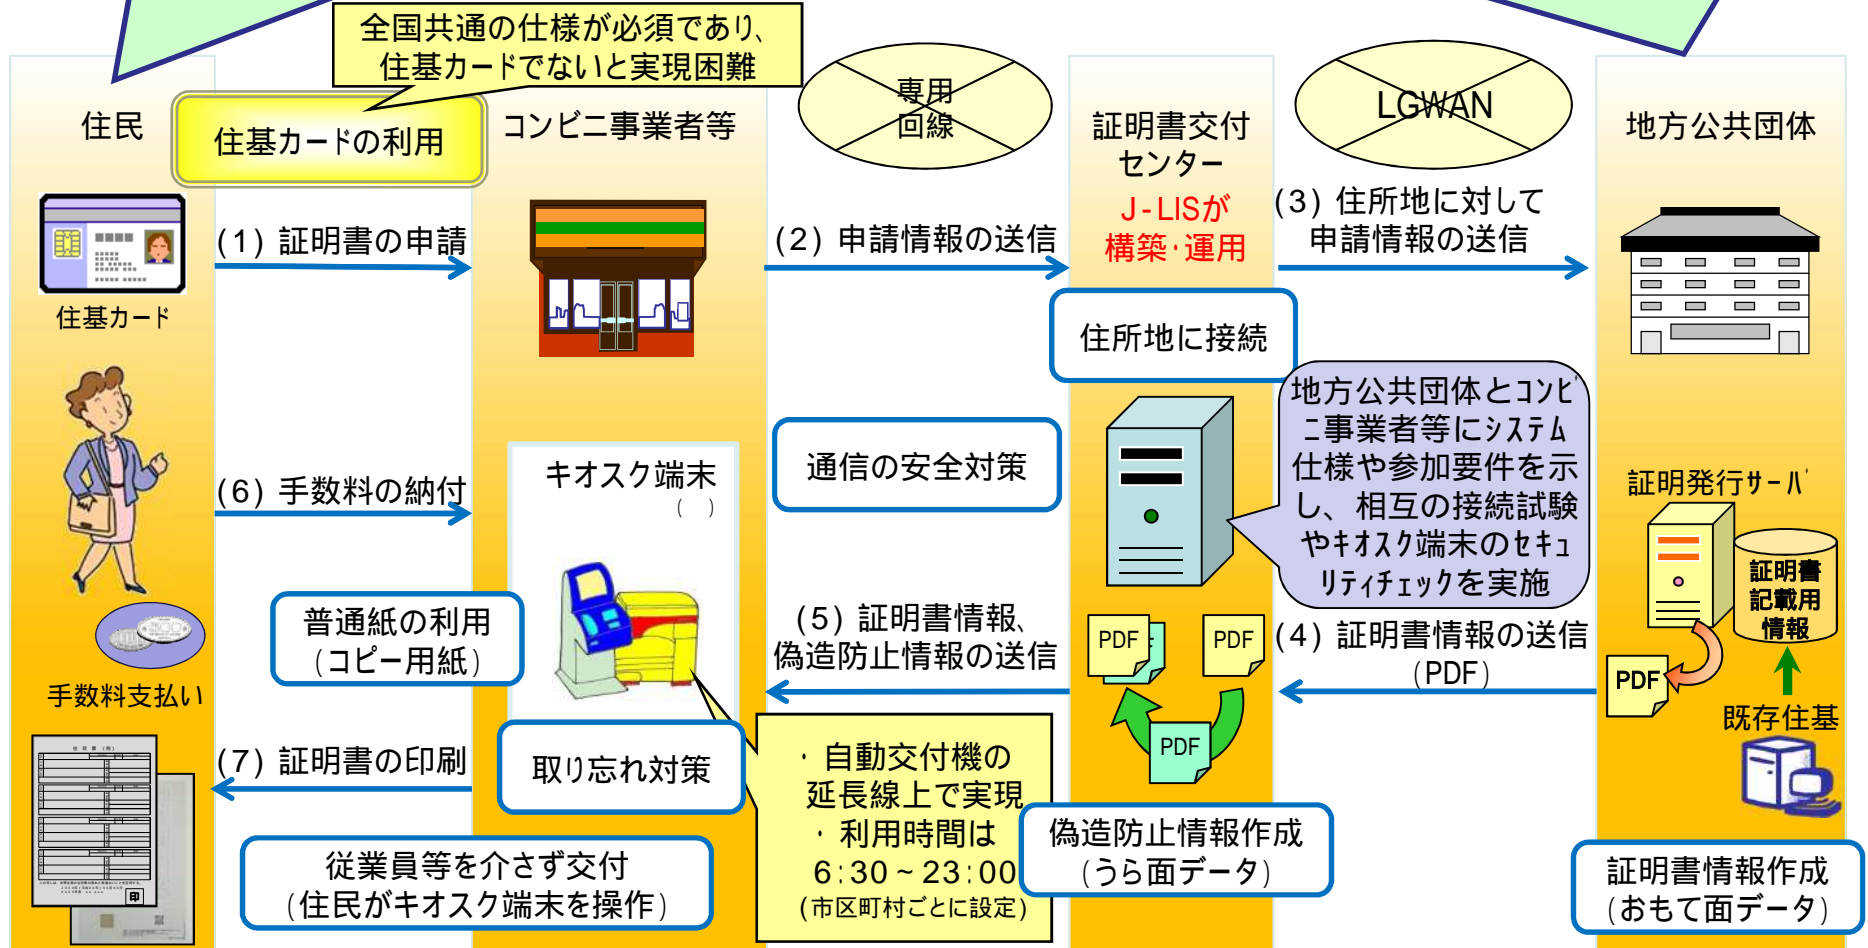 全国共通の仕様が必須であり、
住基カードでないと実現困難
住民
住基カードの利用
コンビニ事業者等
専用
回線
証明書交付
センター
J-LISが
構築・運用
LGWAN
地方公共団体
(1) 証明書の申請
(2) 申請情報の送信
(3) 住所地に対して
申請情報の送信
住基カード
住所地に接続
地方公共団体とコンビ
ニ事業者等にシステム
仕様や参加要件を示
し、相互の接続試験
やキオスク端末のセキュ
リティチェックを実施
キオスク端末
( )
通信の安全対策
(6) 手数料の納付
証明発行サーバ
証明書
記載用
情報
普通紙の利用
(コピー用紙)
(5) 証明書情報、
偽造防止情報の送信
PDF
PDF
PDF
(4) 証明書情報の送信
(PDF)
PDF
既存住基
手数料支払い
(7) 証明書の印刷
取り忘れ対策
・自動交付機の
延長線上で実現
・利用時間は
6:30~23:00
(市区町村ごとに設定)
偽造防止情報作成
(うら面データ)
証明書情報作成
(おもて面データ)
従業員等を介さず交付
(住民がキオスク端末を操作)
住 民 票 (例)
印